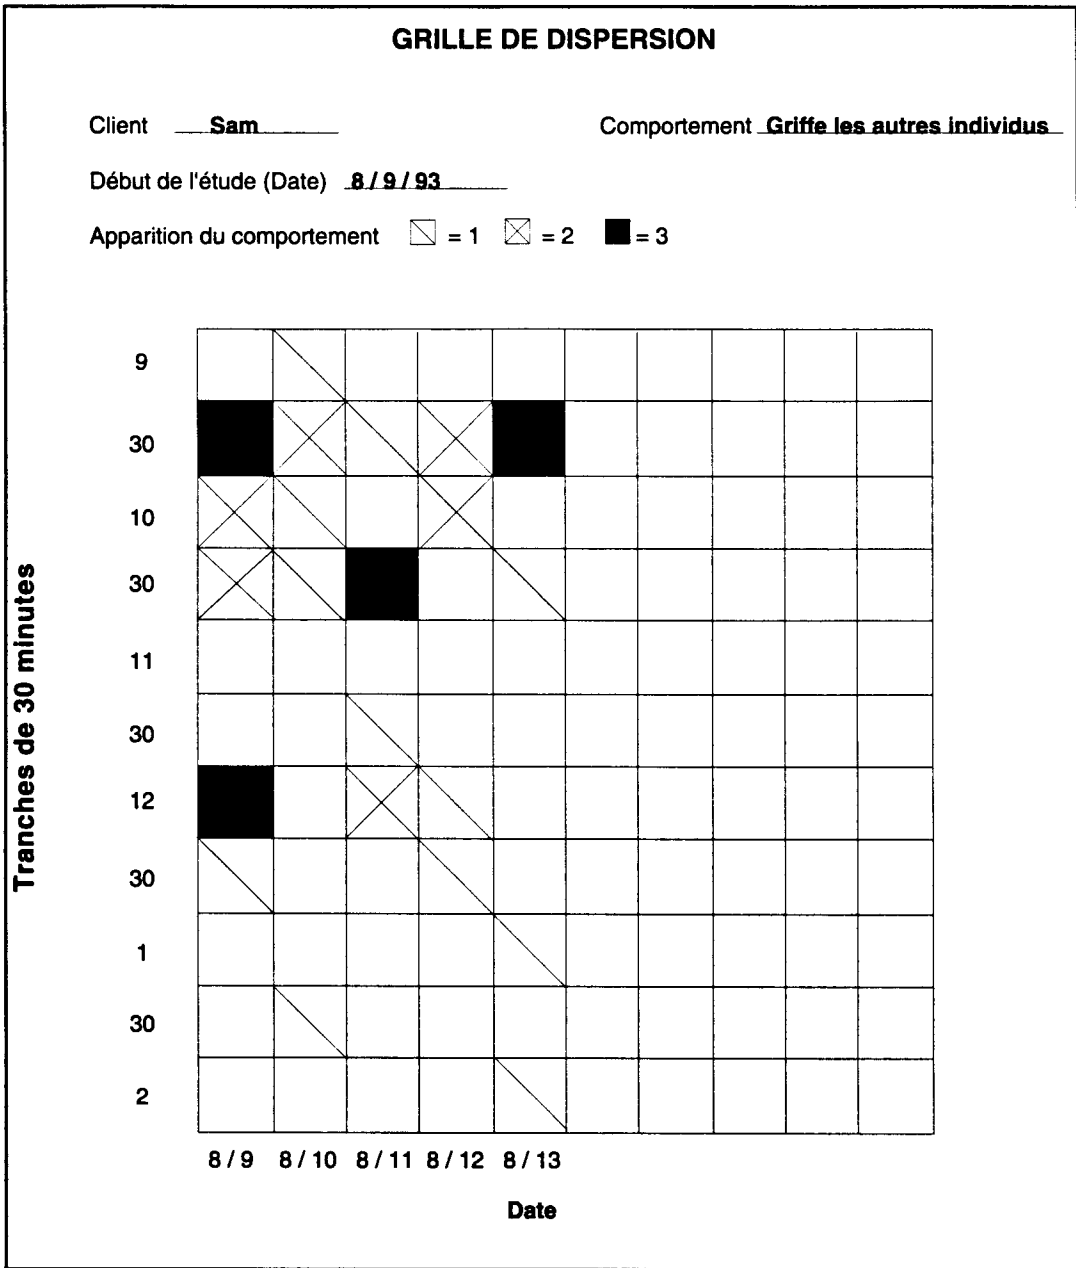 GRILLE DE DISPERSION
Client Sam Comportement Griffe les autres individus
Début de l'étude (Date) 8 / 9 / 93
Apparition du comportement = 1 = 2 = 3
9
30
10
30
11
30
12
30
1
30
2
Tranches de 30 minutes
8 / 9 8 / 10 8 / 11 8 / 12 8 / 13
Date